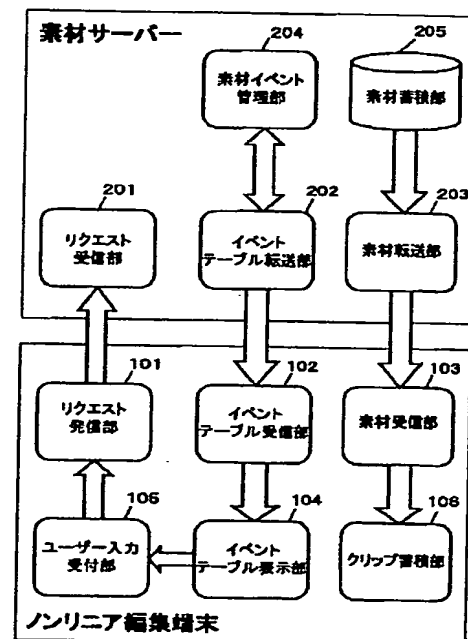 素材サーバー
204
205
素材イベント
管理部
素材蓄積部
201
202
203
リクエスト
受信部
イベント
テーブル転送部
素材転送部
101
102
103
リクエスト
発信部
イベント
テーブル受信部
素材受信部
105
104
106
ユーザー入力
受付部
イベント
テーブル表示部
クリップ蓄積部
ノンリニア編集端末